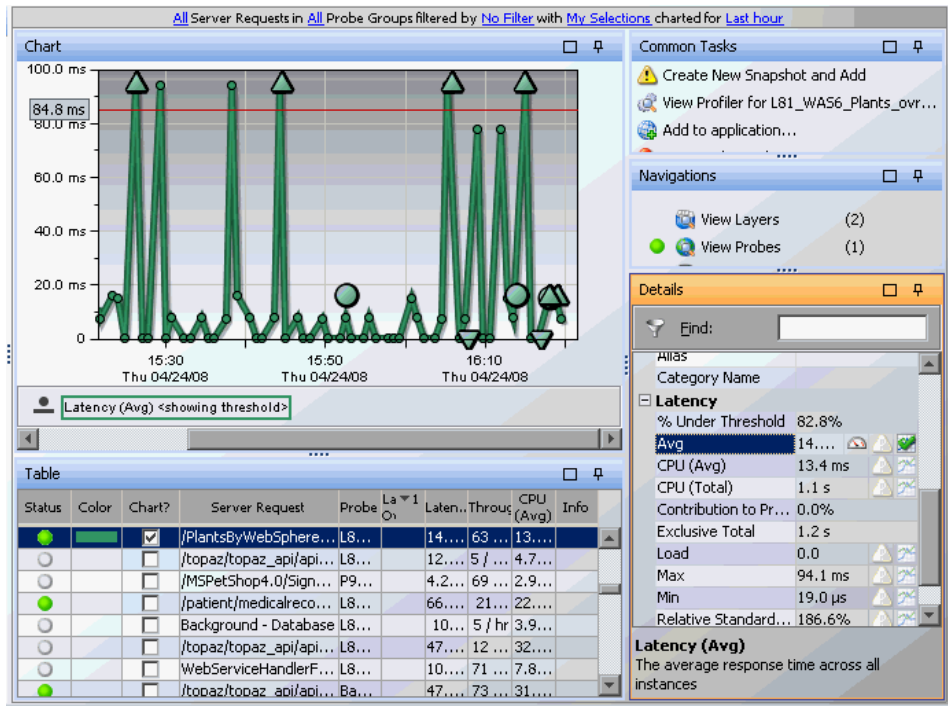 All Server Requests in All Probe Groups filtered by No Filter with My Selections charted for Last hour
Chart
100.0 ms
84.8 ms
80.0 ms
60.0 ms
40.0 ms
20.0 ms
0
15:30 15:50 16:10
Thu 04/24/08 Thu 04/24/08 Thu 04/24/08
Latency (Avg) <showing threshold>
Table
Status Color Chart? Server Request Probe La 1 Laten... Throug CPU (Avg) Info
/PlantsByWebSphere... L8... 14.... 63 ... 13....
/topaz/topaz_api/api... L8... 12.... 5 / ... 4.7...
/MSPetShop4.0/Sign... P9... 4.2... 69 ... 2.9...
/patient/medicalreco... L8... 66.... 21... 22....
Background - Database L8... 10... 5 / hr 3.9...
/topaz/topaz_api/api... L8... 47.... 12 ... 32....
WebServiceHandlerF... L8... 10.... 71 ... 7.8...
/topaz/topaz_api/api... Ba... 47.... 73 ... 31....
Common Tasks
Create New Snapshot and Add
View Profiler for L81_WAS6_Plants_ovr...
Add to application...
Navigations
View Layers (2)
View Probes (1)
Details
Find:
Alias
Category Name
Latency
% Under Threshold 82.8%
Avg 14....
CPU (Avg) 13.4 ms
CPU (Total) 1.1 s
Contribution to Pr... 0.0%
Exclusive Total 1.2 s
Load 0.0
Max 94.1 ms
Min 19.0 µs
Relative Standard... 186.6%
Latency (Avg)
The average response time across all
instances